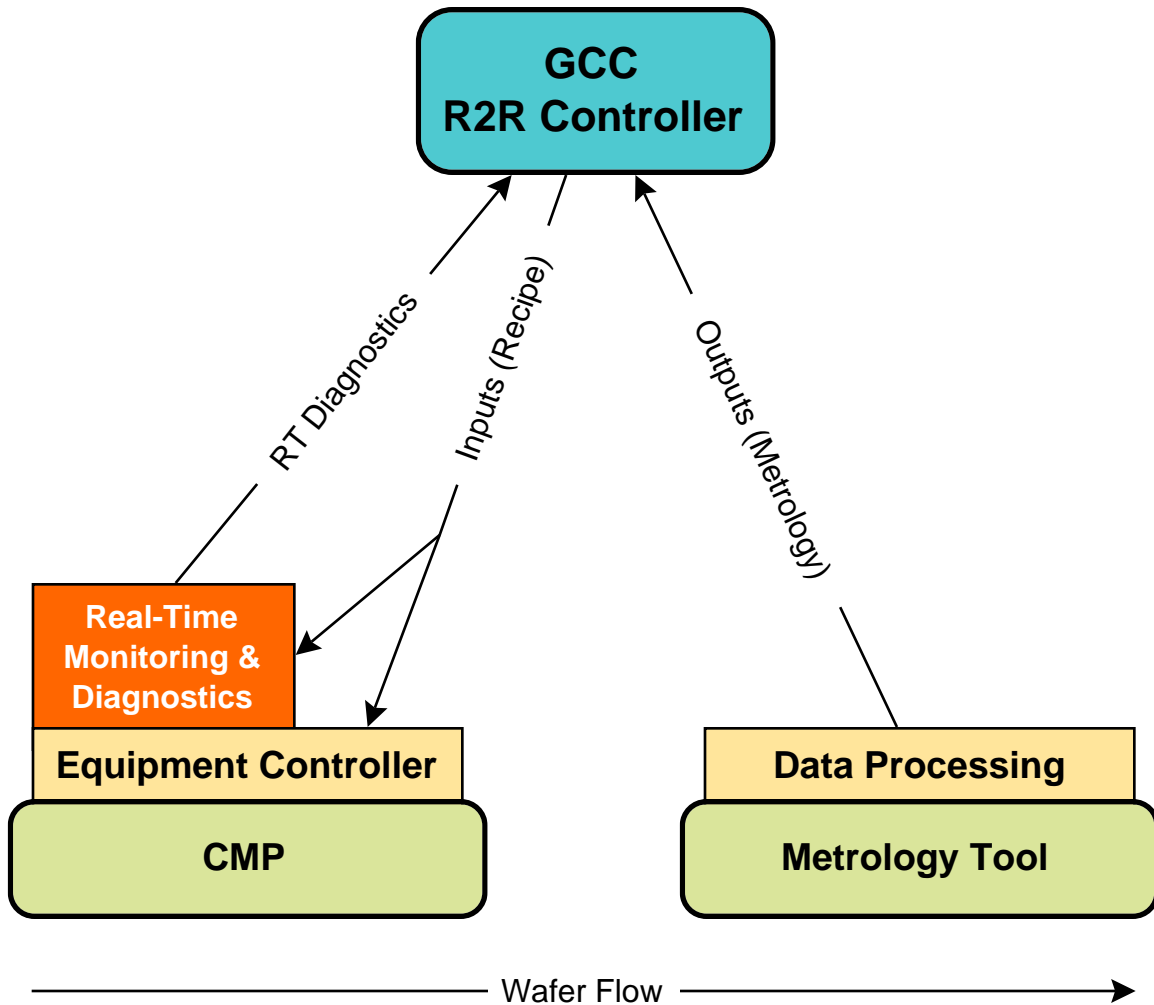 GCC
R2R Controller
RT Diagnostics
Inputs (Recipe)
Outputs (Metrology)
Real-Time
Monitoring &
Diagnostics
Equipment Controller
Data Processing
CMP
Metrology Tool
Wafer Flow